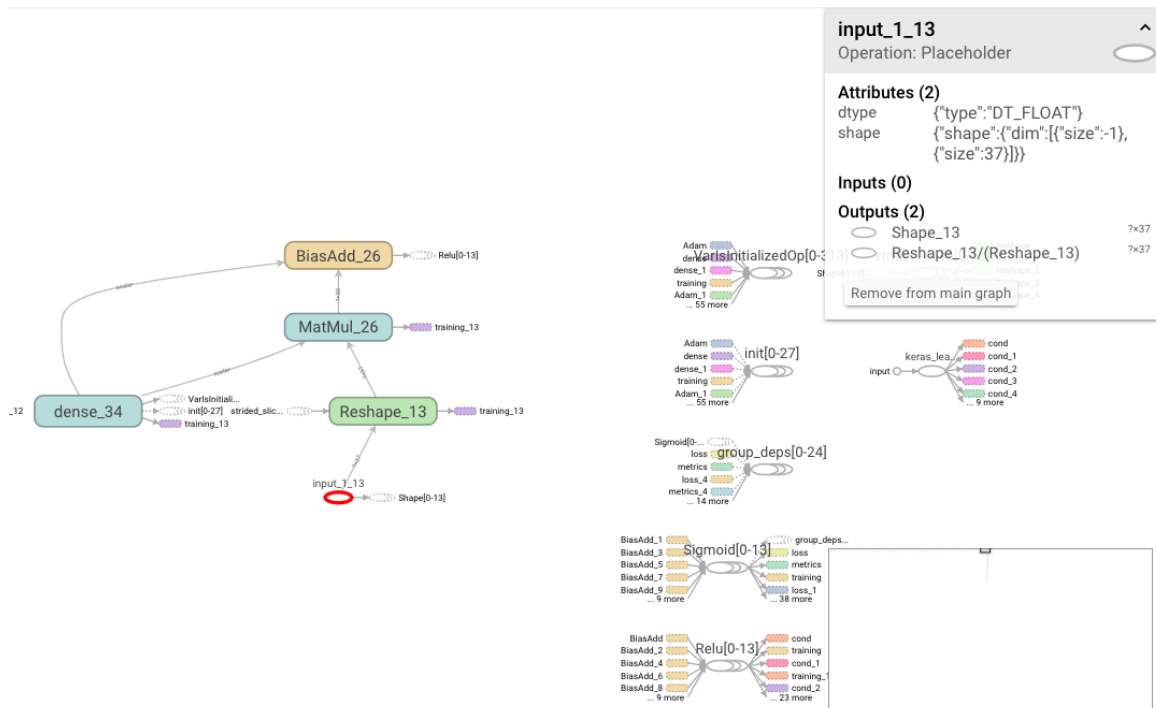 input_1_13
Operation: Placeholder
Attributes (2)
dtype {"type":"DT_FLOAT"}
shape {"shape":{"dim":[{"size":-1},
{"size":37}]}}
Inputs (0)
Outputs (2)
Shape_13 ?×37
Reshape_13/(Reshape_13) ?×37
Remove from main graph
BiasAdd_26
Relu[0-13]
scalar
MatMul_26
training_13
scalar
_12
dense_34
VarIsInitiali...
init[0-27]
training_13
strided_slic...
Reshape_13
training_13
input_1_13
Shape[0-13]
Adam
dense
dense_1
training
Adam_1
... 55 more
VarIsInitializedOp[0-313]
Adam
dense
dense_1
training
Adam_1
... 55 more
init[0-27]
input
keras_lea...
cond
cond_1
cond_2
cond_3
cond_4
... 9 more
Sigmoid[0-...
loss
metrics
loss_4
metrics_4
... 14 more
group_deps[0-24]
BiasAdd_1
BiasAdd_3
BiasAdd_5
BiasAdd_7
BiasAdd_9
... 9 more
Sigmoid[0-13]
group_deps...
loss
metrics
training
loss_1
... 38 more
BiasAdd
BiasAdd_2
BiasAdd_4
BiasAdd_6
BiasAdd_8
... 9 more
Relu[0-13]
cond
training
cond_1
training_1
cond_2
... 23 more